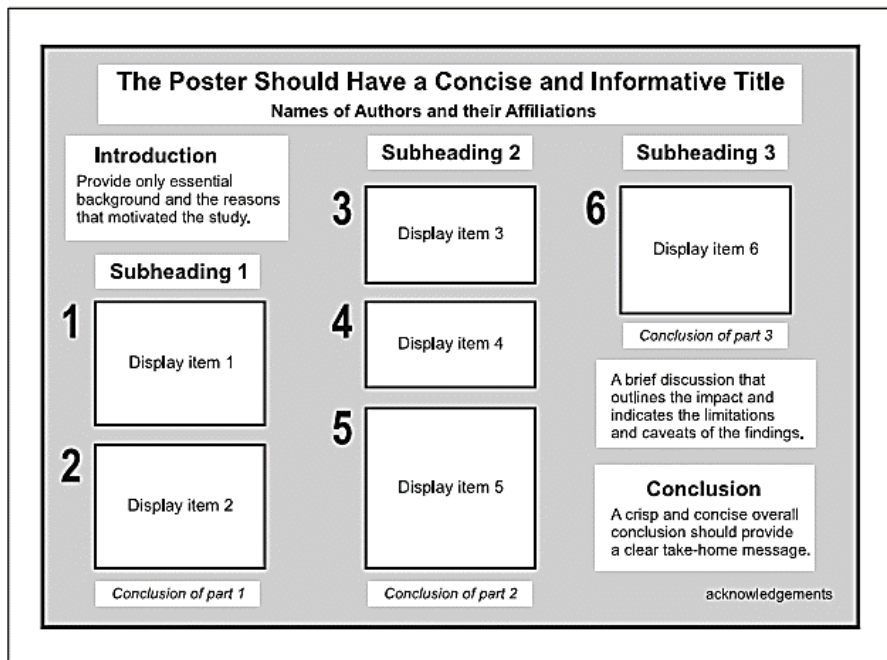 The Poster Should Have a Concise and Informative Title
Names of Authors and their Affiliations
Introduction
Provide only essential
background and the reasons
that motivated the study.
Subheading 1
1
Display item 1
2
Display item 2
Conclusion of part 1
Subheading 2
3
Display item 3
4
Display item 4
5
Display item 5
Conclusion of part 2
Subheading 3
6
Display item 6
Conclusion of part 3
A brief discussion that
outlines the impact and
indicates the limitations
and caveats of the findings.
Conclusion
A crisp and concise overall
conclusion should provide
a clear take-home message.
acknowledgements